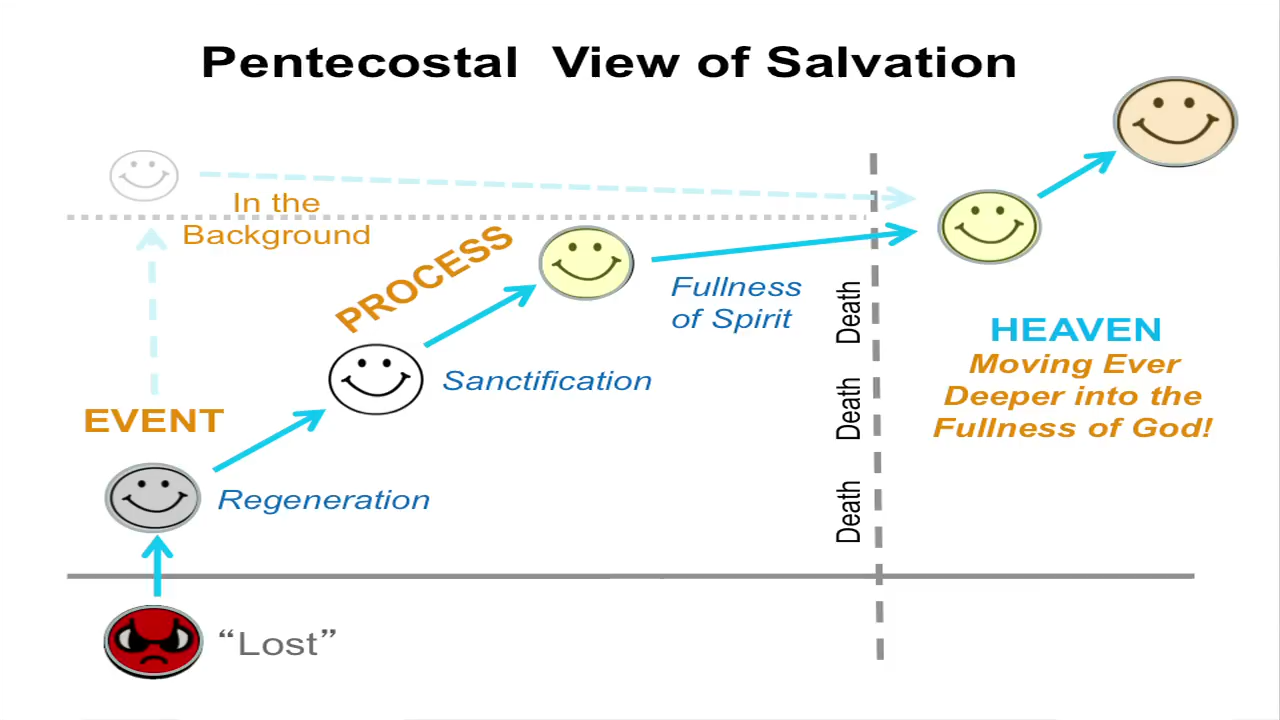 Pentecostal View of Salvation
In the
Background
PROCESS
Fullness
of Spirit
Death
HEAVEN
Moving Ever
Deeper into the
Fullness of God!
Sanctification
Death
EVENT
Regeneration
Death
“Lost”